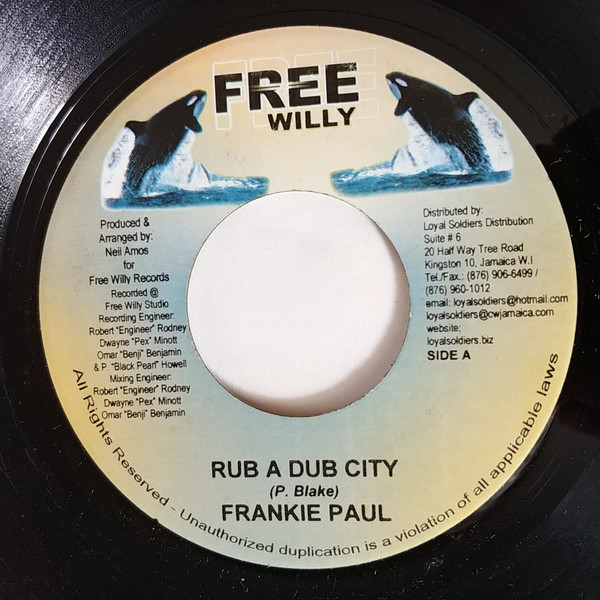 FREE
WILLY
Produced &
Arranged by:
Neil Amos
for
Free Willy Records
Recorded @
Free Willy Studio
Recording Engineer:
Robert "Engineer" Rodney
Dwayne "Pex" Minott
Omar "Benji" Benjamin
& P. "Black Pearl" Howell
Mixing Engineer:
Robert "Engineer" Rodney
Dwayne "Pex" Minott
Omar "Benji" Benjamin
Distributed by:
Loyal Soldiers Distribution
Suite # 6
20 Half Way Tree Road
Kingston 10, Jamaica W.I
Tel./Fax.: (876) 906-6499 /
(876) 960-1012
email: loyalsoldiers@hotmail.com
loyalsoldiers@cwjamaica.com
website:
loyalsoldiers.biz
SIDE A
RUB A DUB CITY
(P. Blake)
FRANKIE PAUL
All Rights Reserved - Unauthorized duplication is a violation of all applicable laws